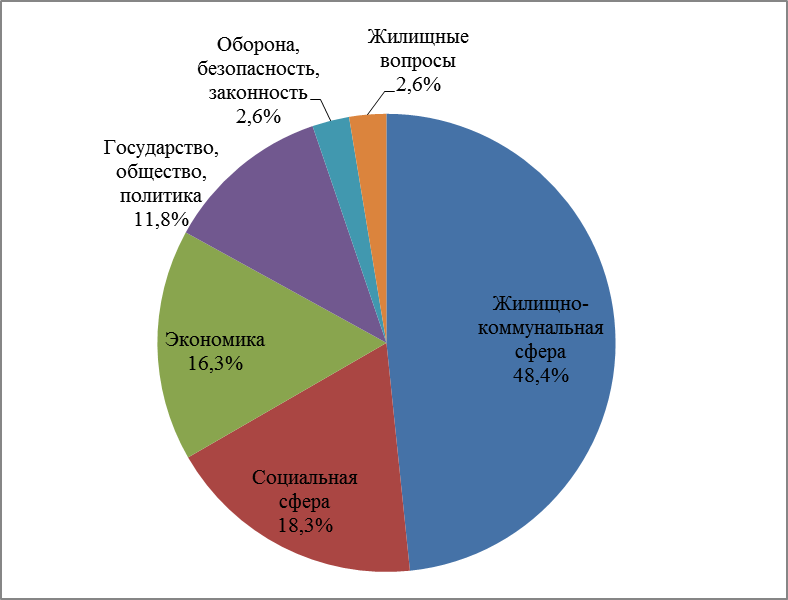 Жилищные
вопросы
2,6%
Оборона,
безопасность,
законность
2,6%
Государство,
общество,
политика
11,8%
Жилищно-
коммунальная
сфера
48,4%
Экономика
16,3%
Социальная
сфера
18,3%